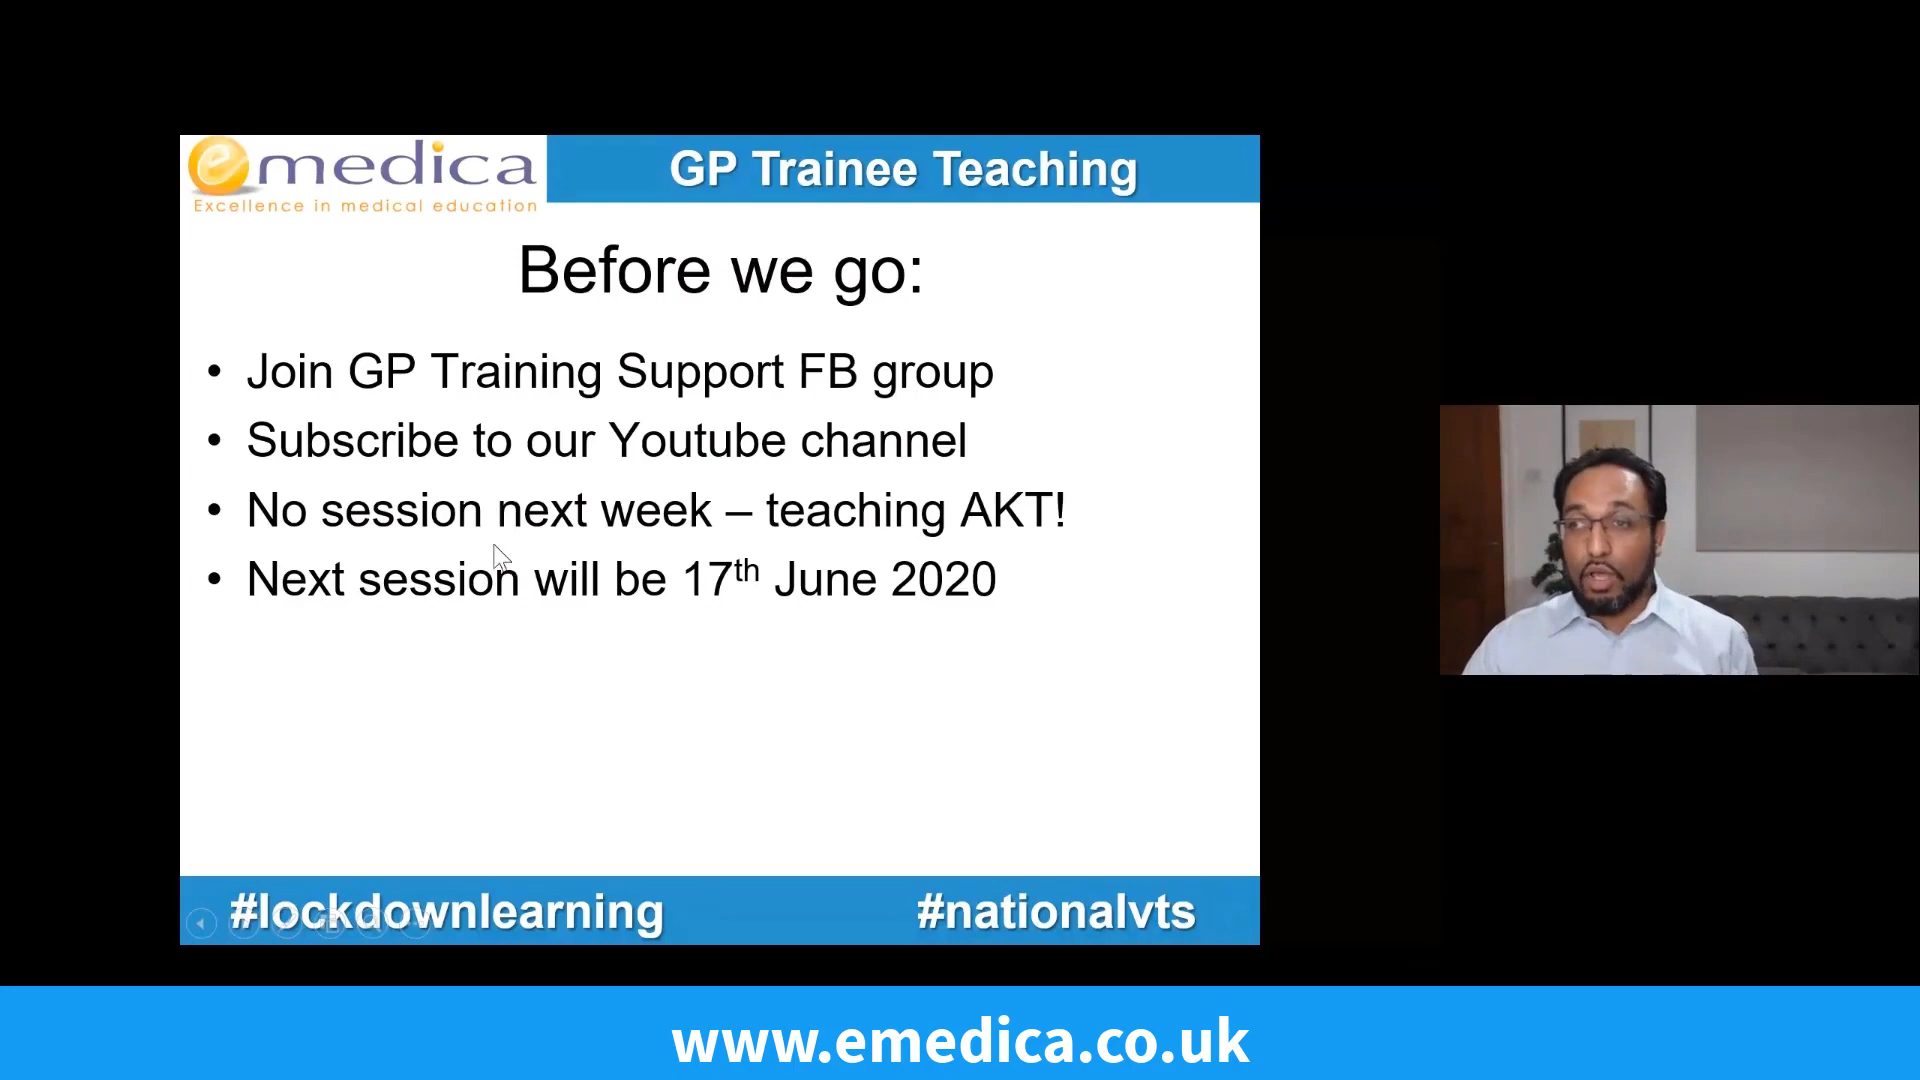 emedica
Excellence in medical education
GP Trainee Teaching
Before we go:
• Join GP Training Support FB group
• Subscribe to our Youtube channel
• No session next week – teaching AKT!
• Next session will be 17th June 2020
#lockdownlearning
#nationalvts
www.emedica.co.uk